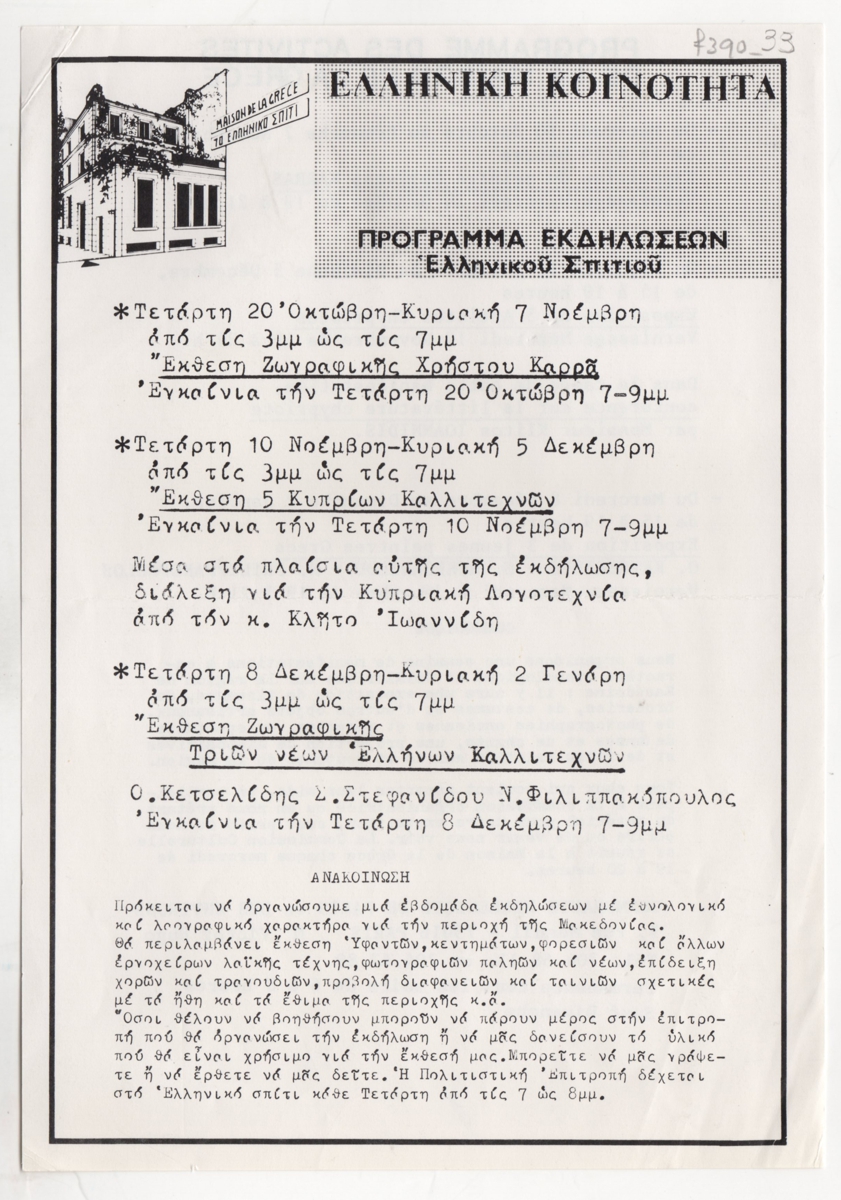 f390_33
MAISON DE LA GRECE
ΤΟ ΕΛΛΗΝΙΚΟ ΣΠΙΤΙ
ΕΛΛΗΝΙΚΗ ΚΟΙΝΟΤΗΤΑ
ΠΡΟΓΡΑΜΜΑ ΕΚΔΗΛΩΣΕΩΝ
Ἑλληνικοῦ Σπιτιοῦ
*Τετάρτη 20 Ὀκτώβρη-Κυριακή 7 Νοέμβρη
ἀπό τίς 3μμ ὡς τίς 7μμ
Ἔκθεση Ζωγραφικῆς Χρήστου Καρρᾶ
Ἐγκαίνια τήν Τετάρτη 20 Ὀκτώβρη 7-9μμ
*Τετάρτη 10 Νοέμβρη-Κυριακή 5 Δεκέμβρη
ἀπό τίς 3μμ ὡς τίς 7μμ
Ἔκθεση 5 Κυπρίων Καλλιτεχνῶν
Ἐγκαίνια τήν Τετάρτη 10 Νοέμβρη 7-9μμ
Μέσα στά πλαίσια αὐτῆς τῆς ἐκδήλωσης,
διάλεξη γιά τήν Κυπριακή Λογοτεχνία
ἀπό τόν κ. Κλῆτο Ἰωαννίδη
*Τετάρτη 8 Δεκέμβρη-Κυριακή 2 Γενάρη
ἀπό τίς 3μμ ὡς τίς 7μμ
Ἔκθεση Ζωγραφικῆς
Τριῶν νέων Ἑλλήνων Καλλιτεχνῶν
Ο.Κετσελίδης Σ.Στεφανίδου Ν.Φιλιππακόπουλος
Ἐγκαίνια τήν Τετάρτη 8 Δεκέμβρη 7-9μμ
ΑΝΑΚΟΙΝΩΣΗ
Πρόκειται νά ὀργανώσουμε μιά ἑβδομάδα ἐκδηλώσεων μέ ἐθνολογικό
καί λαογραφικό χαρακτήρα γιά τήν περιοχή τῆς Μακεδονίας.
Θά περιλαμβάνει ἔκθεση Ὑφαντῶν,κεντημάτων,φορεσιῶν καί ἄλλων
ἐργοχείρων λαϊκῆς τέχνης,φωτογραφιῶν παληῶν καί νέων,ἐπίδειξη
χορῶν καί τραγουδιῶν,προβολή διαφανειῶν καί ταινιῶν σχετικές
μέ τά ἤθη καί τά ἔθιμα τῆς περιοχῆς κ.ἄ.
Ὅσοι θέλουν νά βοηθήσουν μποροῦν νά πάρουν μέρος στήν ἐπιτρο-
πή πού θά ὀργανώσει τήν ἐκδήλωση ἤ νά μᾶς δανείσουν τό ὑλικό
πού θά εἶναι χρήσιμο γιά τήν ἔκθεσή μας.Μπορεῖτε νά μᾶς γράψε-
τε ἤ νά ἔρθετε νά μᾶς δεῖτε.Ἡ Πολιτιστική Ἐπιτροπή δέχεται
στό Ἑλληνικό σπίτι κάθε Τετάρτη ἀπό τίς 7 ὡς 8μμ.